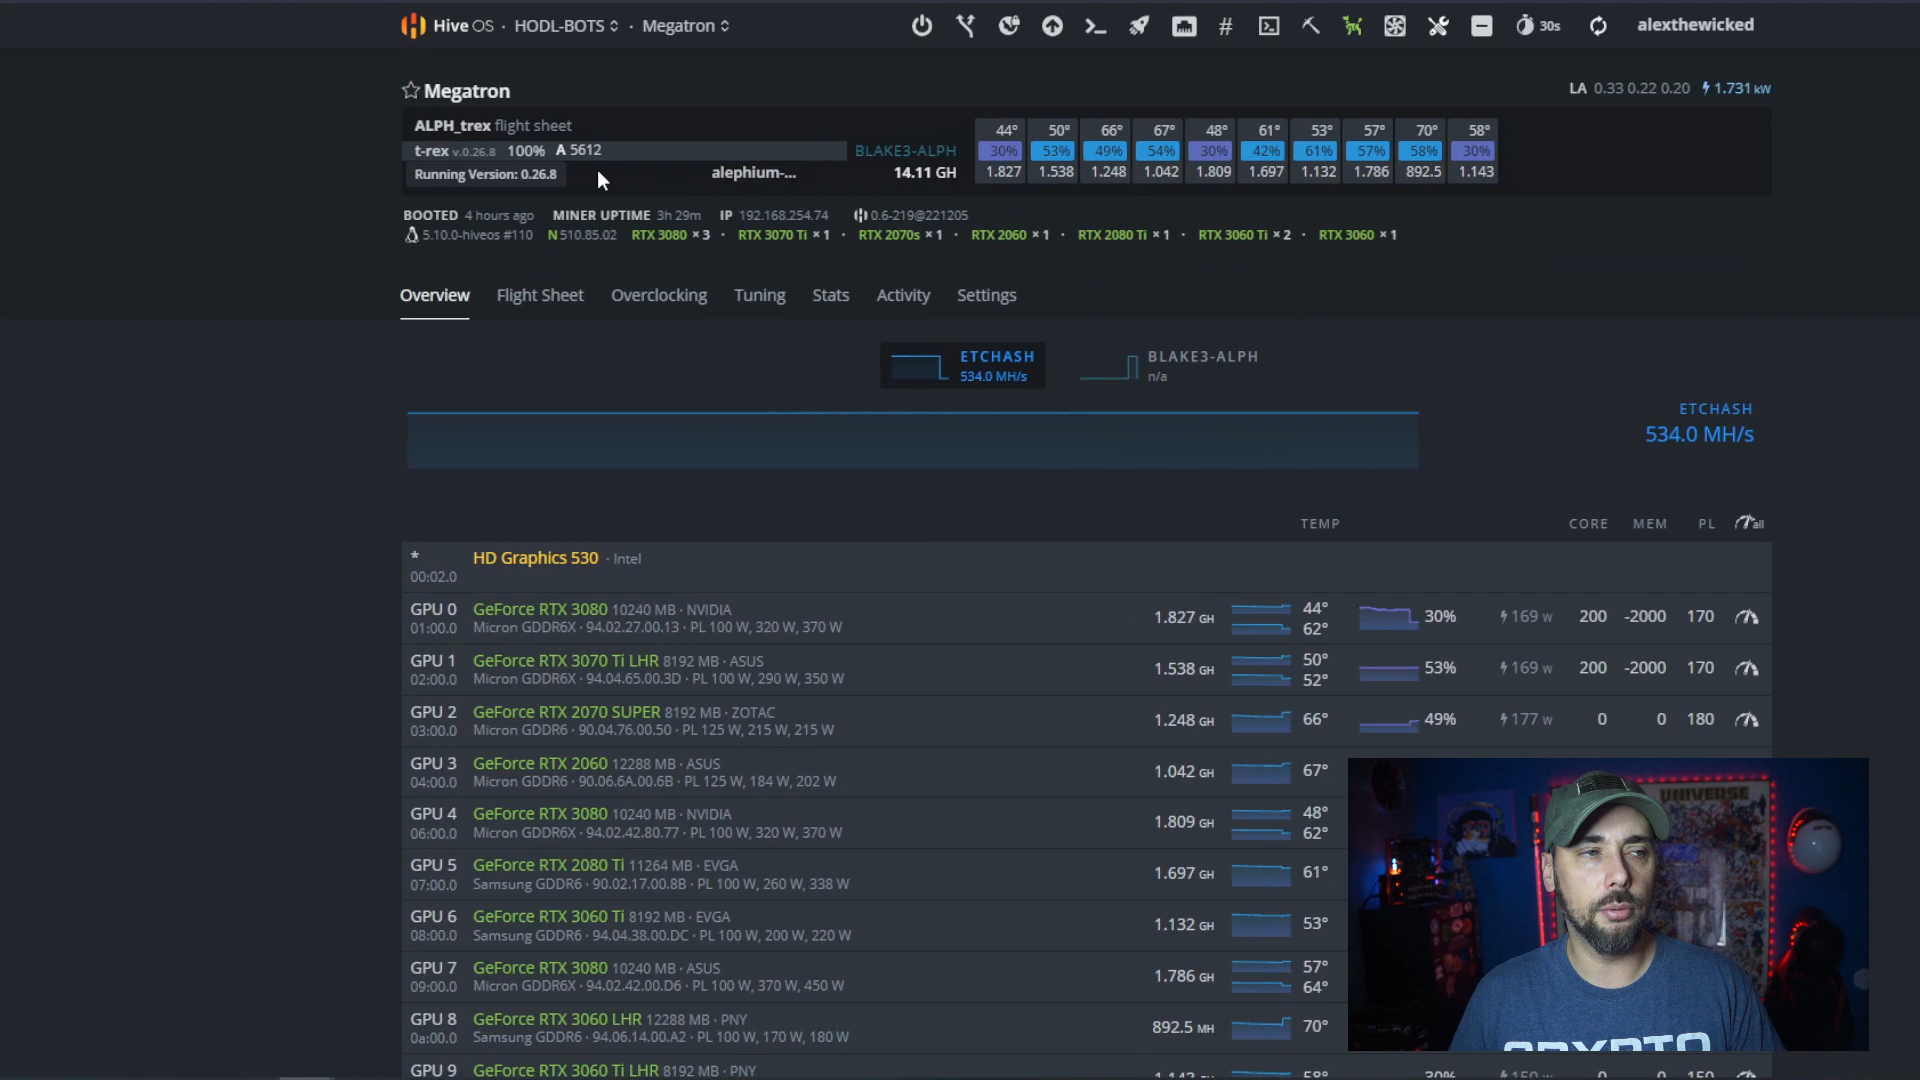 Hive OS · HODL-BOTS · Megatron
30s
alexthewicked
Megatron
LA 0.33 0.22 0.20 1.731 kW
ALPH_trex flight sheet
t-rex v.0.26.8 100% A 5612 BLAKE3-ALPH
Running Version: 0.26.8 alephium-... 14.11 GH
44° 50° 66° 67° 48° 61° 53° 57° 70° 58°
30% 53% 49% 54% 30% 42% 61% 57% 58% 30%
1.827 1.538 1.248 1.042 1.809 1.697 1.132 1.786 892.5 1.143
BOOTED 4 hours ago MINER UPTIME 3h 29m IP 192.168.254.74 0.6-219@221205
5.10.0-hiveos #110 N 510.85.02 RTX 3080 × 3 · RTX 3070 Ti × 1 · RTX 2070s × 1 · RTX 2060 × 1 · RTX 2080 Ti × 1 · RTX 3060 Ti × 2 · RTX 3060 × 1
Overview Flight Sheet Overclocking Tuning Stats Activity Settings
ETCHASH
534.0 MH/s
BLAKE3-ALPH
n/a
ETCHASH
534.0 MH/s
TEMP CORE MEM PL all
* HD Graphics 530 · Intel
00:02.0
GPU 0 GeForce RTX 3080 10240 MB · NVIDIA 1.827 GH 44° 30% 169 W 200 -2000 170
01:00.0 Micron GDDR6X · 94.02.27.00.13 · PL 100 W, 320 W, 370 W 62°
GPU 1 GeForce RTX 3070 Ti LHR 8192 MB · ASUS 1.538 GH 50° 53% 169 W 200 -2000 170
02:00.0 Micron GDDR6X · 94.04.65.00.3D · PL 100 W, 290 W, 350 W 52°
GPU 2 GeForce RTX 2070 SUPER 8192 MB · ZOTAC 1.248 GH 66° 49% 177 W 0 0 180
03:00.0 Micron GDDR6 · 90.04.76.00.50 · PL 125 W, 215 W, 215 W
GPU 3 GeForce RTX 2060 12288 MB · ASUS 1.042 GH 67°
04:00.0 Micron GDDR6 · 90.06.6A.00.6B · PL 125 W, 184 W, 202 W
GPU 4 GeForce RTX 3080 10240 MB · NVIDIA 1.809 GH 48°
06:00.0 Micron GDDR6X · 94.02.42.80.77 · PL 100 W, 320 W, 370 W 62°
GPU 5 GeForce RTX 2080 Ti 11264 MB · EVGA 1.697 GH 61°
07:00.0 Samsung GDDR6 · 90.02.17.00.8B · PL 100 W, 260 W, 338 W
GPU 6 GeForce RTX 3060 Ti 8192 MB · EVGA 1.132 GH 53°
08:00.0 Samsung GDDR6 · 94.04.38.00.DC · PL 100 W, 200 W, 220 W
GPU 7 GeForce RTX 3080 10240 MB · ASUS 1.786 GH 57°
09:00.0 Micron GDDR6X · 94.02.42.00.D6 · PL 100 W, 370 W, 450 W 64°
GPU 8 GeForce RTX 3060 LHR 12288 MB · PNY 892.5 MH 70°
0a:00.0 Samsung GDDR6 · 94.06.14.00.A2 · PL 100 W, 170 W, 180 W
GPU 9 GeForce RTX 3060 Ti LHR 8192 MB · PNY 1.143 GH 58° 30% 150 W 0 0 150
UNIVERSE
CRYPTO